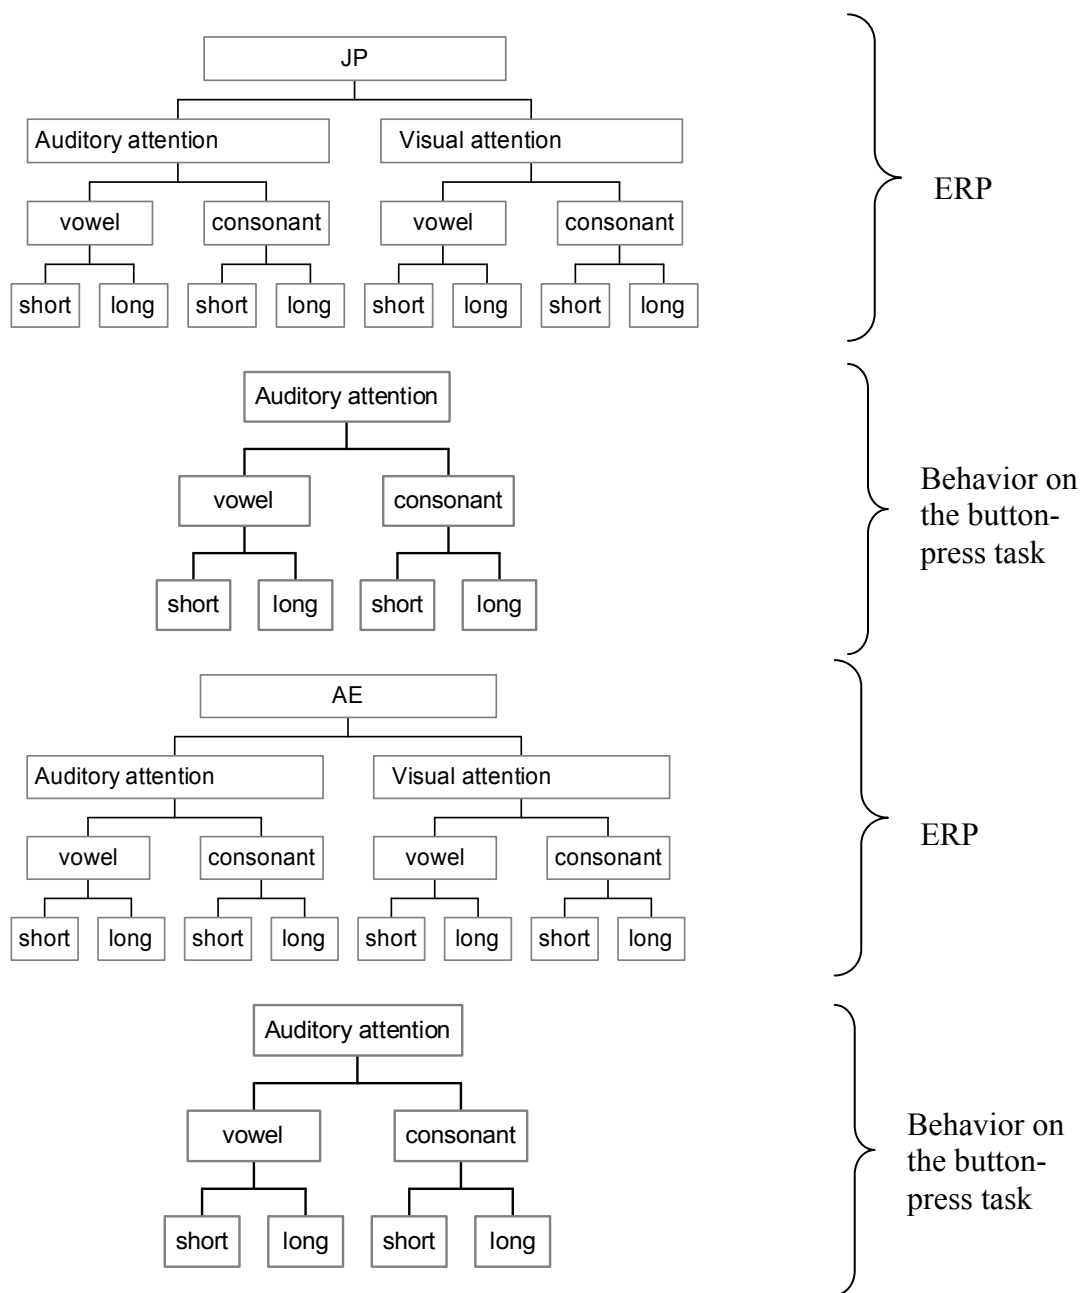 JP
Auditory attention Visual attention
vowel consonant vowel consonant
short long short long short long short long
ERP
Auditory attention
vowel consonant
short long short long
Behavior on
the button-
press task
AE
Auditory attention Visual attention
vowel consonant vowel consonant
short long short long short long short long
ERP
Auditory attention
vowel consonant
short long short long
Behavior on
the button-
press task